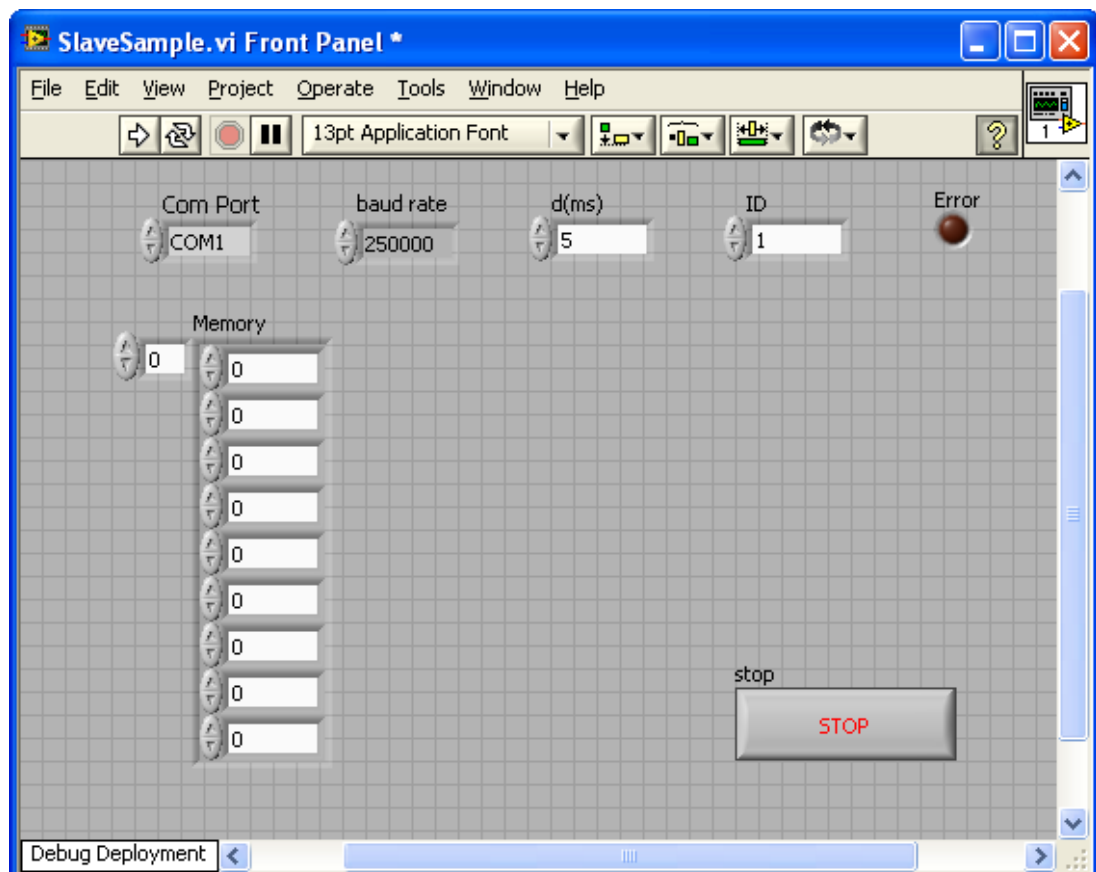 SlaveSample.vi Front Panel *
File Edit View Project Operate Tools Window Help
13pt Application Font
1
Com Port baud rate d(ms) ID Error
COM1 250000 5 1
Memory
0 0
0
0
0
0
0
0
0
0
stop
STOP
Debug Deployment